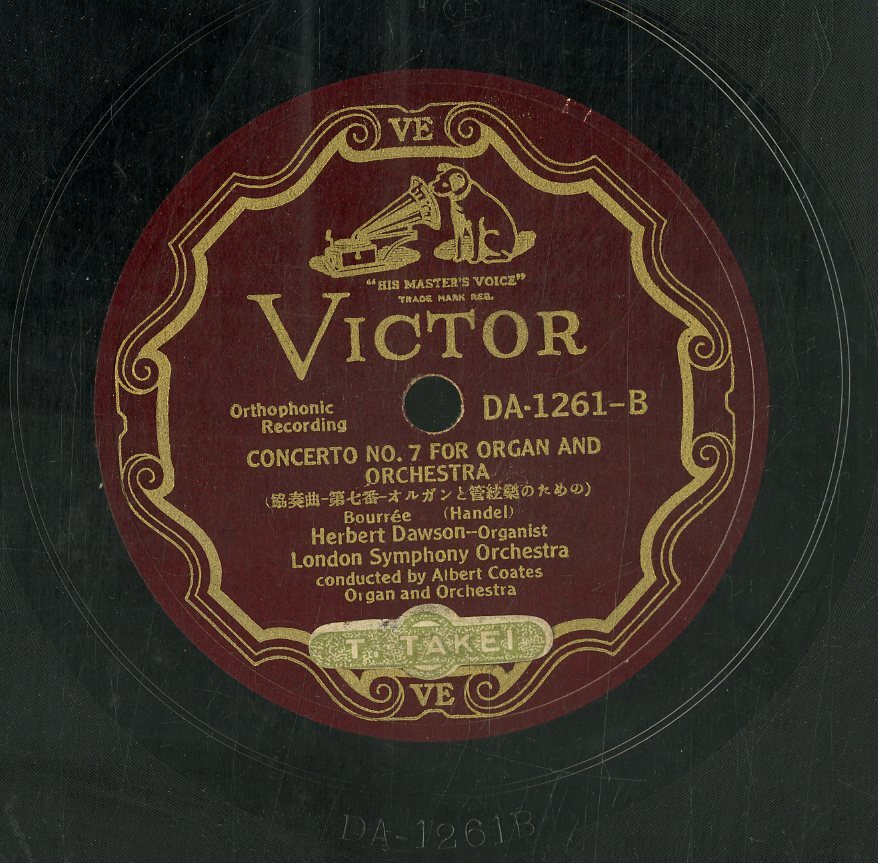 VE
"HIS MASTER'S VOICE"
TRADE MARK REG.
VICTOR
Orthophonic
Recording
DA-1261-B
CONCERTO NO. 7 FOR ORGAN AND
ORCHESTRA
(協奏曲-第七番-オルガンと管絃樂のための)
Bourrée (Handel)
Herbert Dawson-Organist
London Symphony Orchestra
conducted by Albert Coates
Organ and Orchestra
T. TAKEI
VE
DA-1261B